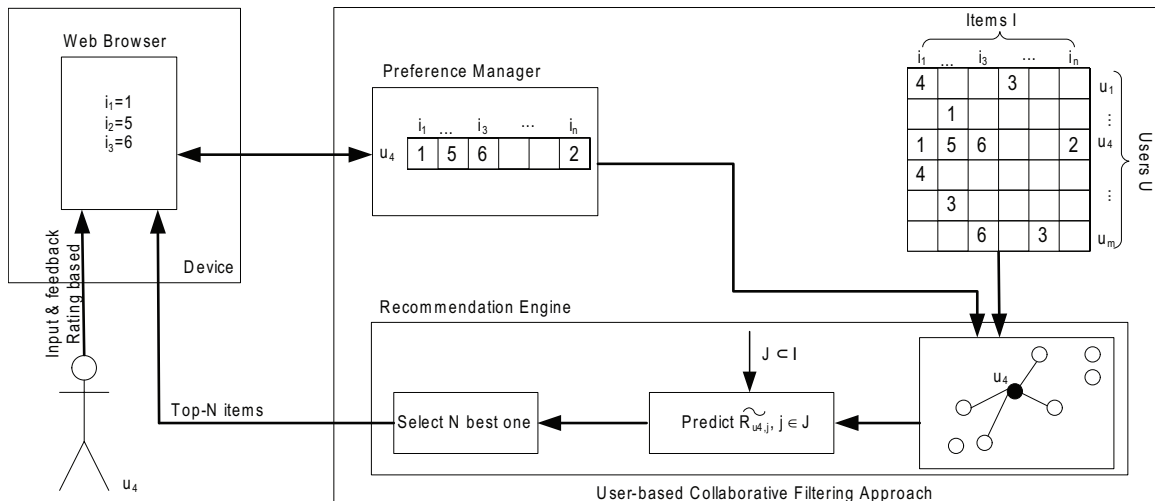 Web Browser
i1=1
i2=5
i3=6
Device
Input & feedback
Rating based
u4
Preference Manager
i1 ... i3 ... in
u4 1 5 6 2
Items I
i1 ... i3 ... in
4 3 u1
1 ...
1 5 6 2 u4
4
3 ...
6 3 um
Users U
Recommendation Engine
J ⊂ I
u4
Predict R̃u4,j, j ∈ J
Select N best one
Top-N items
User-based Collaborative Filtering Approach